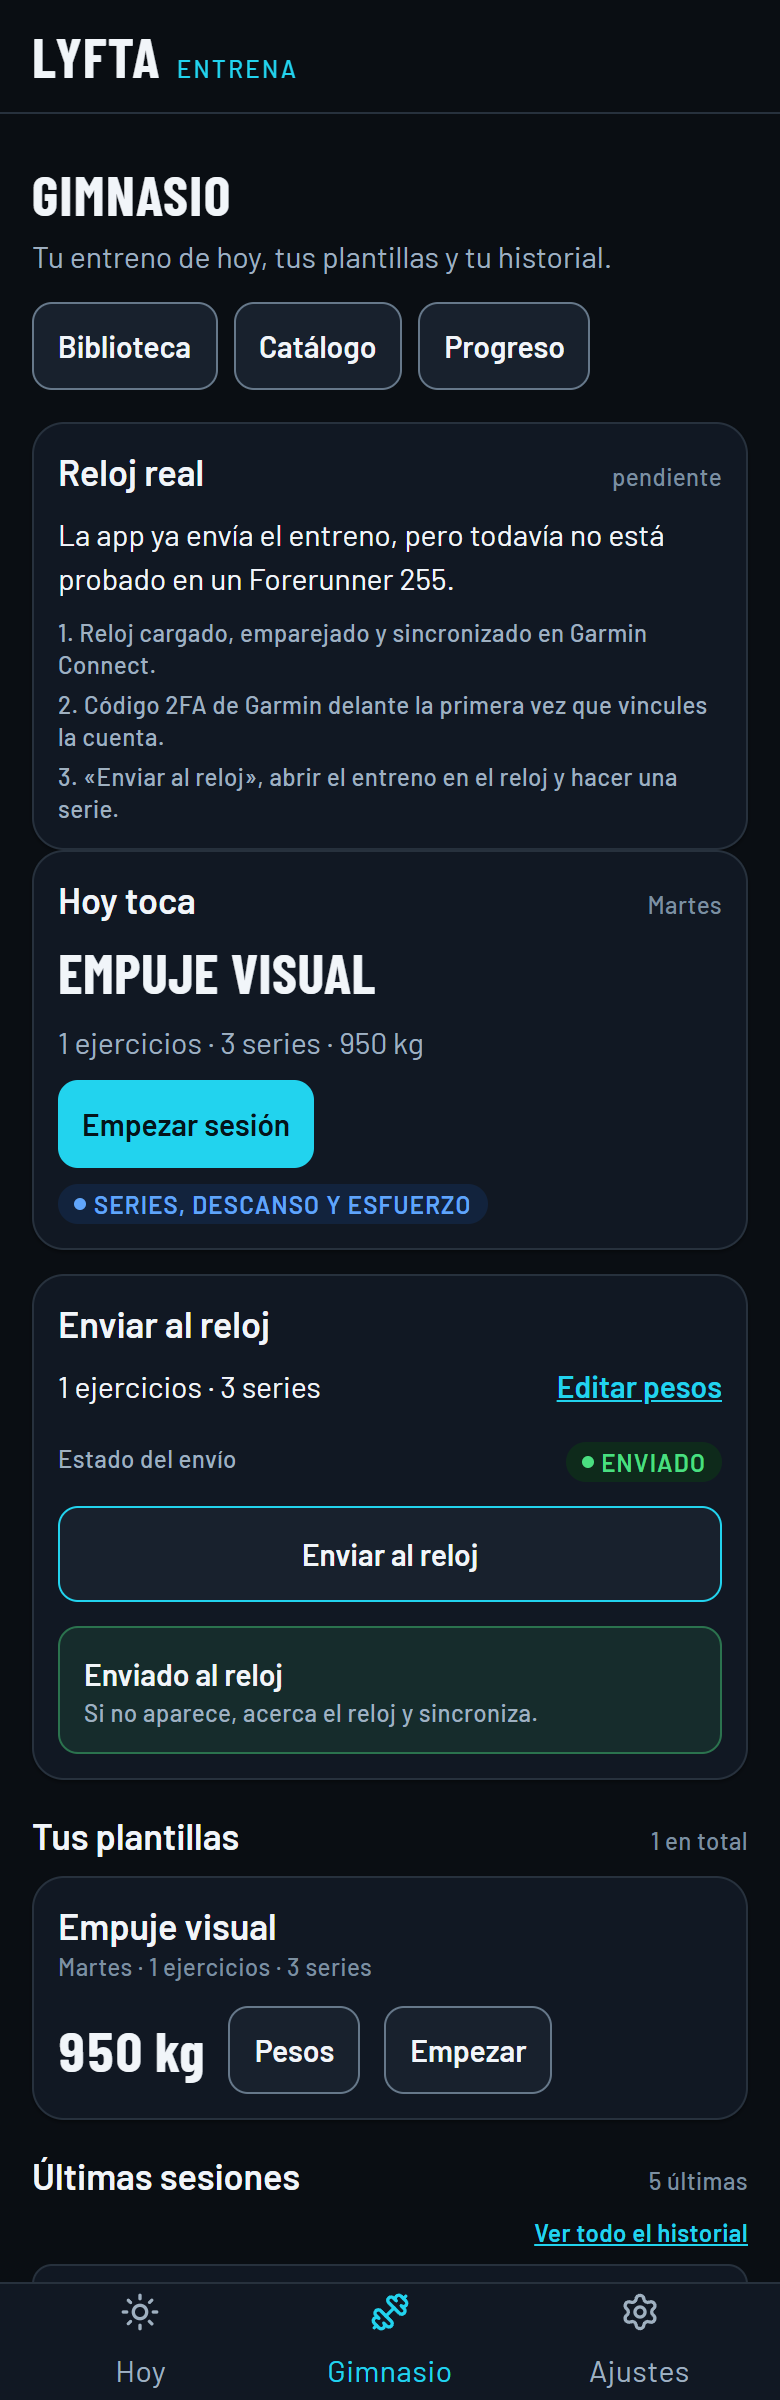 LYFTA ENTRENA
GIMNASIO
Tu entreno de hoy, tus plantillas y tu historial.
Biblioteca Catálogo Progreso
Reloj real pendiente
La app ya envía el entreno, pero todavía no está
probado en un Forerunner 255.
1. Reloj cargado, emparejado y sincronizado en Garmin
Connect.
2. Código 2FA de Garmin delante la primera vez que vincules
la cuenta.
3. «Enviar al reloj», abrir el entreno en el reloj y hacer una
serie.
Hoy toca Martes
EMPUJE VISUAL
1 ejercicios · 3 series · 950 kg
Empezar sesión
SERIES, DESCANSO Y ESFUERZO
Enviar al reloj
1 ejercicios · 3 series Editar pesos
Estado del envío ENVIADO
Enviar al reloj
Enviado al reloj
Si no aparece, acerca el reloj y sincroniza.
Tus plantillas 1 en total
Empuje visual
Martes · 1 ejercicios · 3 series
950 kg Pesos Empezar
Últimas sesiones 5 últimas
Ver todo el historial
Hoy Gimnasio Ajustes